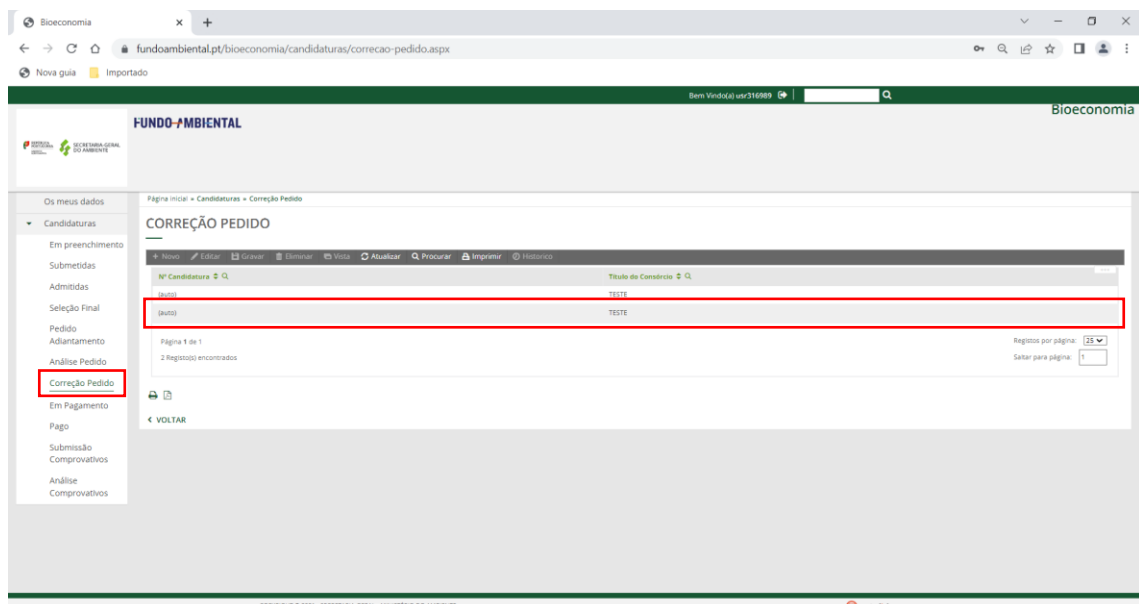 Bioeconomia
fundoambiental.pt/bioeconomia/candidaturas/correcao-pedido.aspx
Nova guia Importado
Bem Vindo(a) usr316989
Bioeconomia
FUNDO AMBIENTAL
SECRETARIA-GERAL
DO AMBIENTE
Os meus dados
Candidaturas
Em preenchimento
Submetidas
Admitidas
Seleção Final
Pedido
Adiantamento
Análise Pedido
Correção Pedido
Em Pagamento
Pago
Submissão
Comprovativos
Análise
Comprovativos
Página inicial » Candidaturas » Correção Pedido
CORREÇÃO PEDIDO
+ Novo Editar Gravar Eliminar Vista Atualizar Procurar Imprimir Historico
Nº Candidatura Título do Consórcio
(auto) TESTE
(auto) TESTE
Página 1 de 1 Registos por página: 25
2 Registo(s) encontrados Saltar para página: 1
< VOLTAR